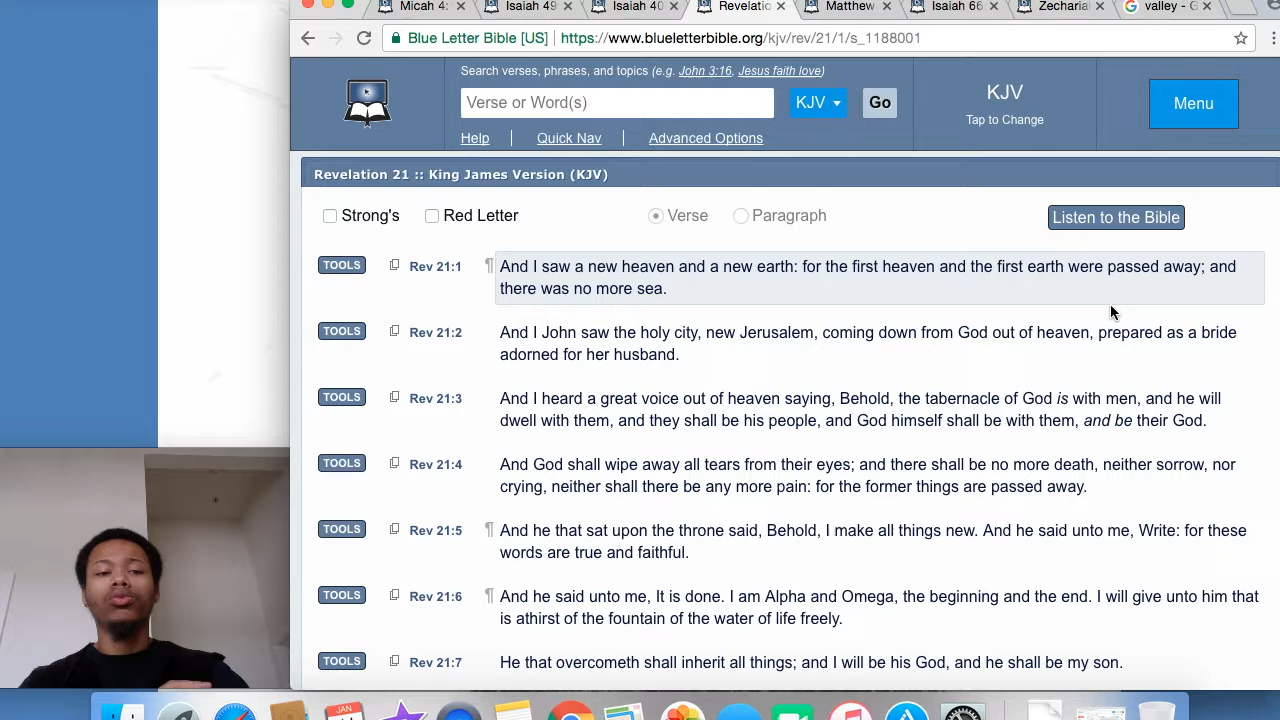 Micah 4:
Isaiah 49
Isaiah 40
Revelatio
Matthew
Isaiah 66
Zecharia
valley - G
Blue Letter Bible [US] https://www.blueletterbible.org/kjv/rev/21/1/s_1188001
Search verses, phrases, and topics (e.g. John 3:16, Jesus faith love)
Verse or Word(s)
KJV
Go
KJV
Tap to Change
Menu
Help
Quick Nav
Advanced Options
Revelation 21 :: King James Version (KJV)
Strong's
Red Letter
Verse
Paragraph
Listen to the Bible
TOOLS Rev 21:1 ¶ And I saw a new heaven and a new earth: for the first heaven and the first earth were passed away; and
there was no more sea.
TOOLS Rev 21:2 And I John saw the holy city, new Jerusalem, coming down from God out of heaven, prepared as a bride
adorned for her husband.
TOOLS Rev 21:3 And I heard a great voice out of heaven saying, Behold, the tabernacle of God is with men, and he will
dwell with them, and they shall be his people, and God himself shall be with them, and be their God.
TOOLS Rev 21:4 And God shall wipe away all tears from their eyes; and there shall be no more death, neither sorrow, nor
crying, neither shall there be any more pain: for the former things are passed away.
TOOLS Rev 21:5 ¶ And he that sat upon the throne said, Behold, I make all things new. And he said unto me, Write: for these
words are true and faithful.
TOOLS Rev 21:6 ¶ And he said unto me, It is done. I am Alpha and Omega, the beginning and the end. I will give unto him that
is athirst of the fountain of the water of life freely.
TOOLS Rev 21:7 He that overcometh shall inherit all things; and I will be his God, and he shall be my son.
JAN